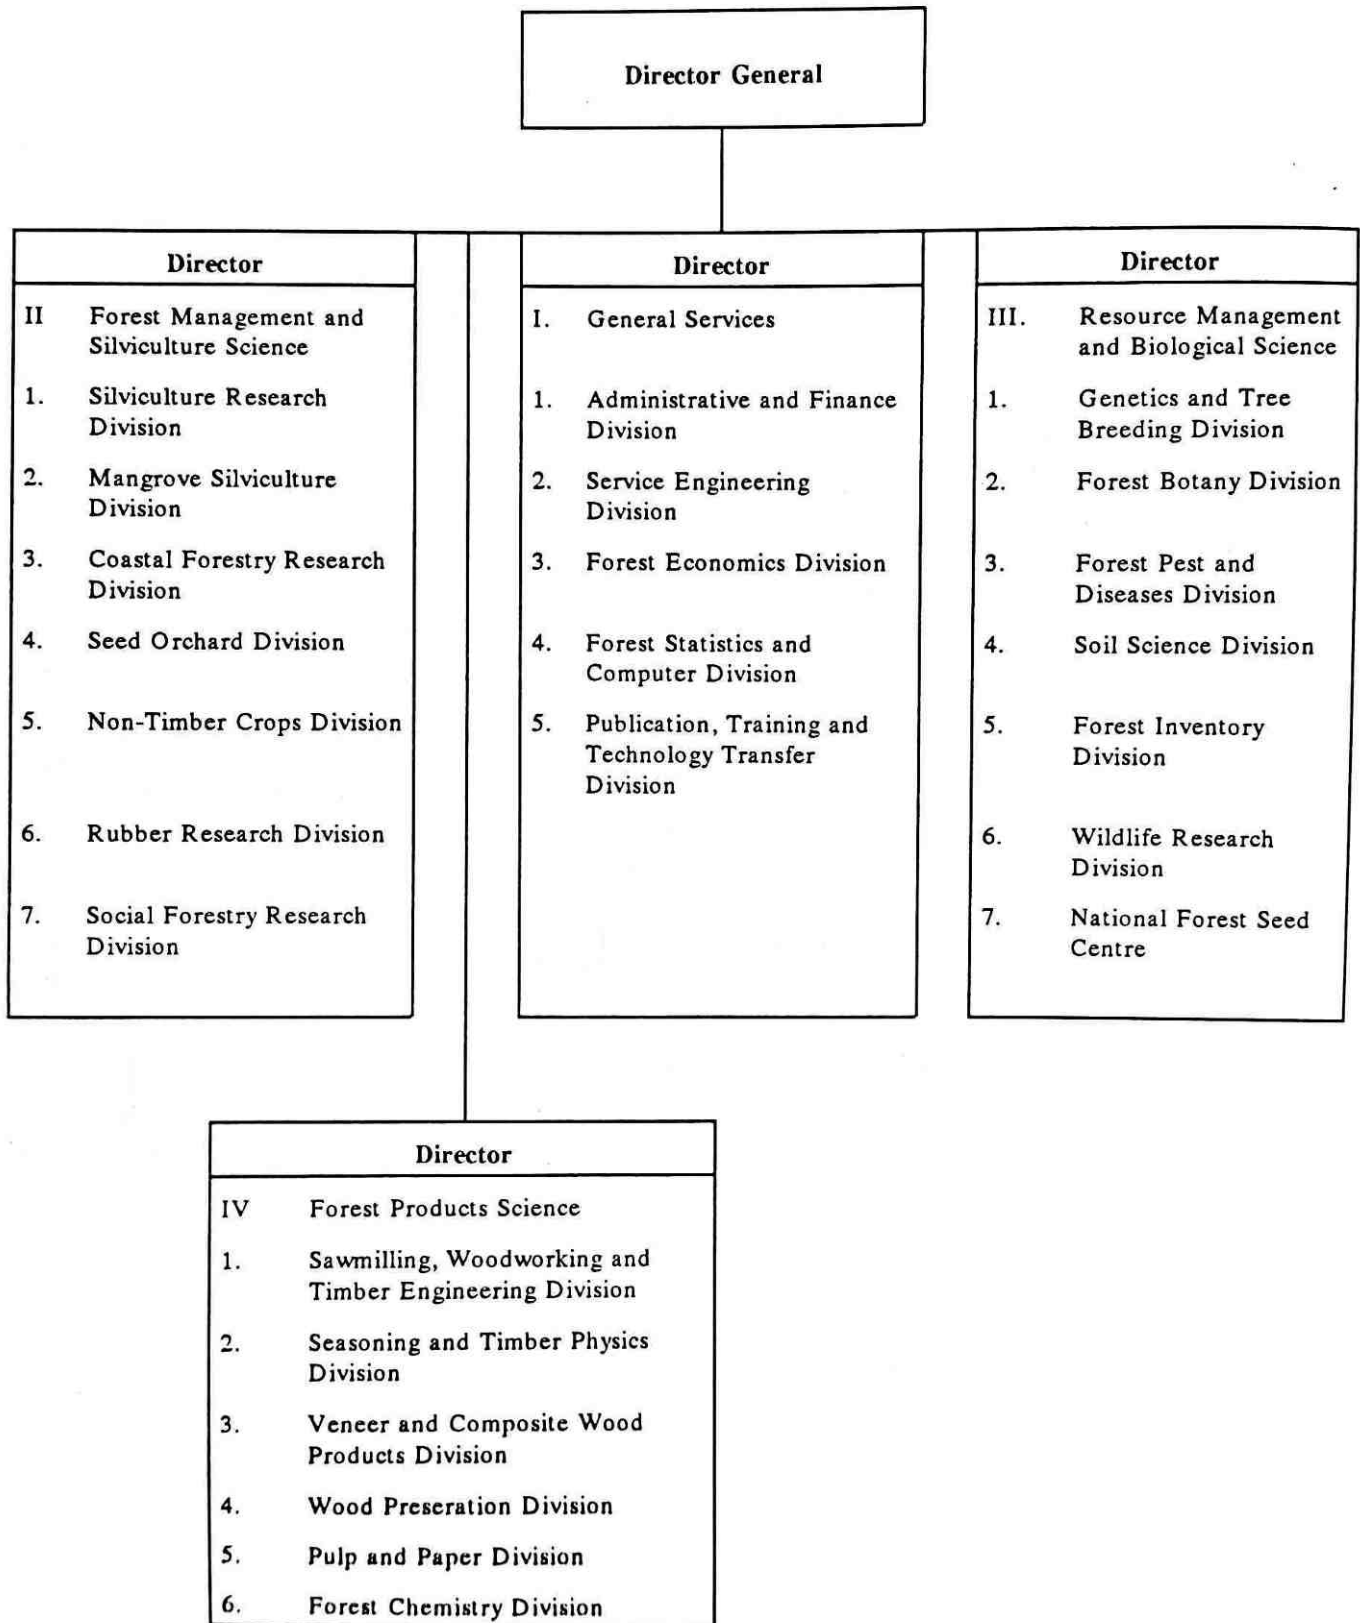 Director General
Director
II Forest Management and
Silviculture Science
1. Silviculture Research
Division
2. Mangrove Silviculture
Division
3. Coastal Forestry Research
Division
4. Seed Orchard Division
5. Non-Timber Crops Division
6. Rubber Research Division
7. Social Forestry Research
Division
Director
I. General Services
1. Administrative and Finance
Division
2. Service Engineering
Division
3. Forest Economics Division
4. Forest Statistics and
Computer Division
5. Publication, Training and
Technology Transfer
Division
Director
III. Resource Management
and Biological Science
1. Genetics and Tree
Breeding Division
2. Forest Botany Division
3. Forest Pest and
Diseases Division
4. Soil Science Division
5. Forest Inventory
Division
6. Wildlife Research
Division
7. National Forest Seed
Centre
Director
IV Forest Products Science
1. Sawmilling, Woodworking and
Timber Engineering Division
2. Seasoning and Timber Physics
Division
3. Veneer and Composite Wood
Products Division
4. Wood Preseration Division
5. Pulp and Paper Division
6. Forest Chemistry Division